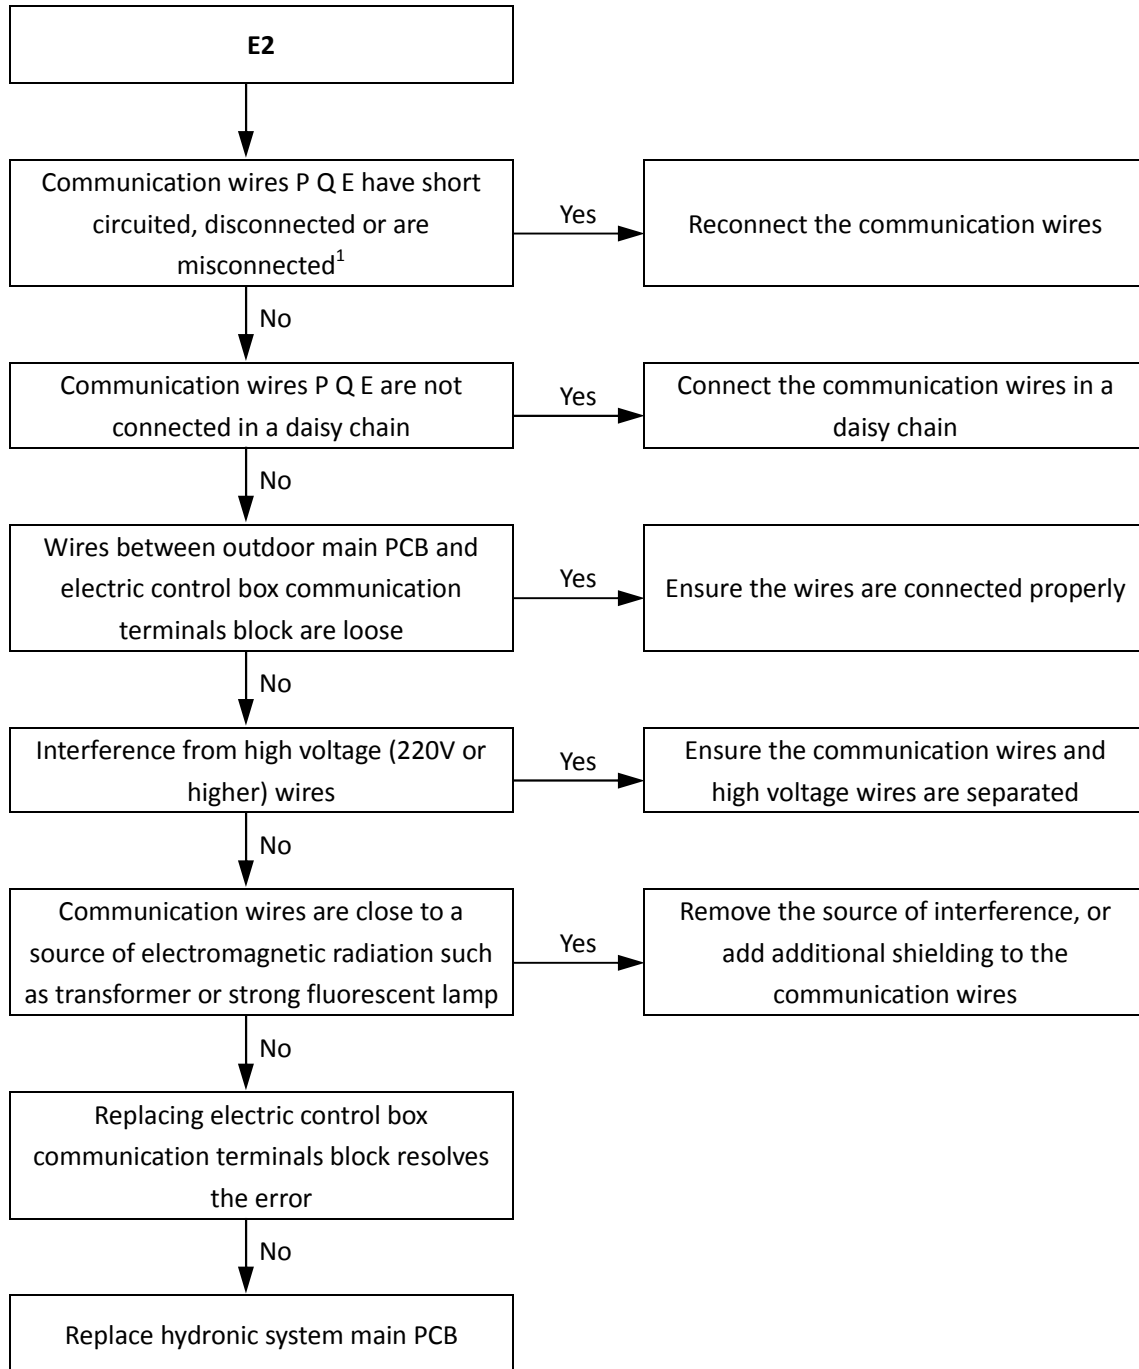 E2
Communication wires P Q E have short
circuited, disconnected or are
misconnected¹
Yes
Reconnect the communication wires
No
Communication wires P Q E are not
connected in a daisy chain
Yes
Connect the communication wires in a
daisy chain
No
Wires between outdoor main PCB and
electric control box communication
terminals block are loose
Yes
Ensure the wires are connected properly
No
Interference from high voltage (220V or
higher) wires
Yes
Ensure the communication wires and
high voltage wires are separated
No
Communication wires are close to a
source of electromagnetic radiation such
as transformer or strong fluorescent lamp
Yes
Remove the source of interference, or
add additional shielding to the
communication wires
No
Replacing electric control box
communication terminals block resolves
the error
No
Replace hydronic system main PCB